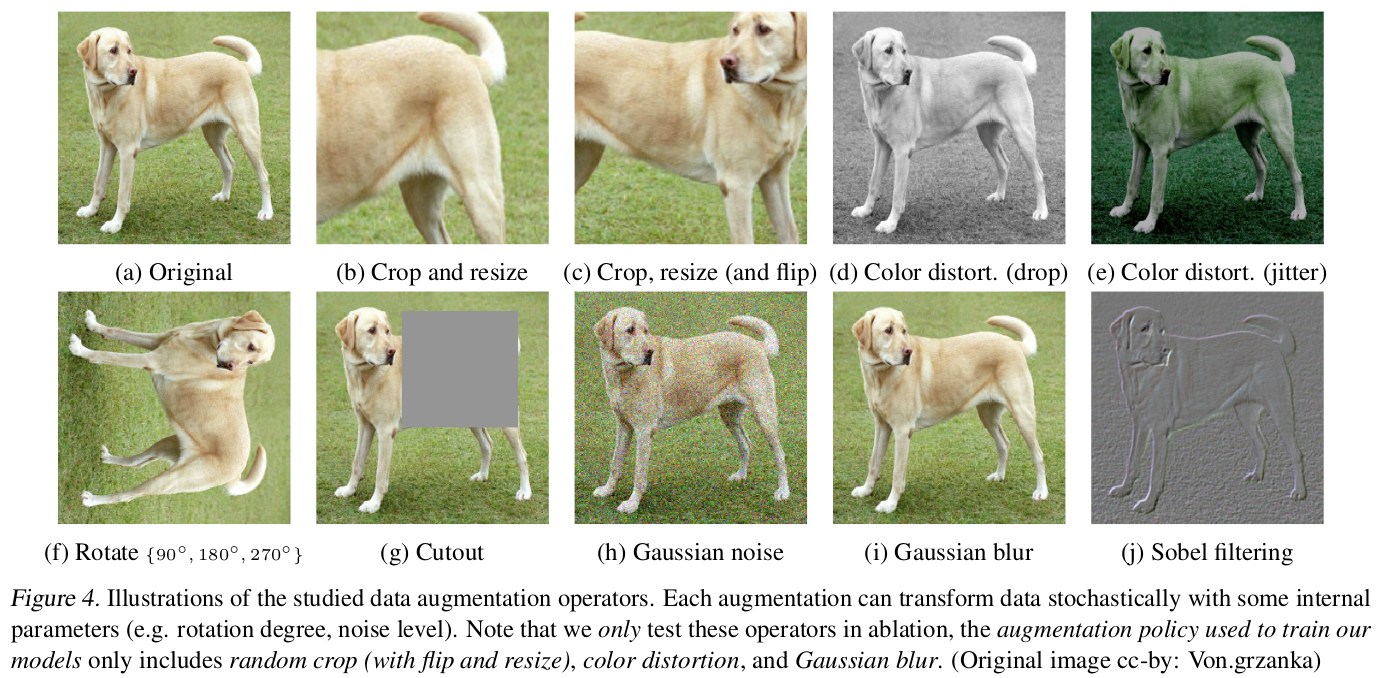 (a) Original
(b) Crop and resize
(c) Crop, resize (and flip)
(d) Color distort. (drop)
(e) Color distort. (jitter)
(f) Rotate {90°, 180°, 270°}
(g) Cutout
(h) Gaussian noise
(i) Gaussian blur
(j) Sobel filtering
Figure 4. Illustrations of the studied data augmentation operators. Each augmentation can transform data stochastically with some internal
parameters (e.g. rotation degree, noise level). Note that we only test these operators in ablation, the augmentation policy used to train our
models only includes random crop (with flip and resize), color distortion, and Gaussian blur. (Original image cc-by: Von.grzanka)